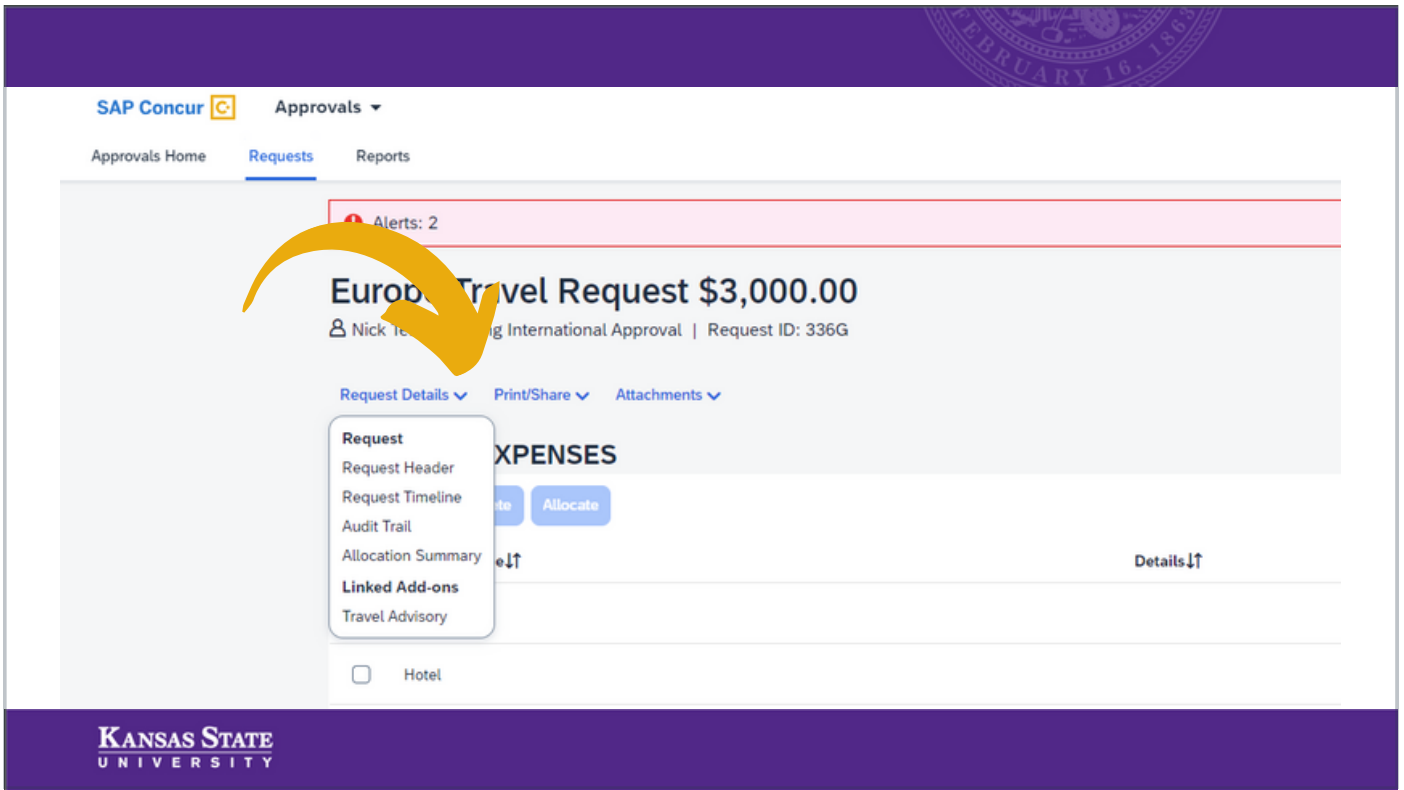 FEBRUARY 16, 1863
SAP Concur C Approvals
Approvals Home Requests Reports
Alerts: 2
Europe Travel Request $3,000.00
Nick International Approval | Request ID: 336G
Request Details Print/Share Attachments
Request
XPENSES
Request Header
Request Timeline
Allocate
Audit Trail
Allocation Summary
Details
Linked Add-ons
Travel Advisory
Hotel
KANSAS STATE
UNIVERSITY